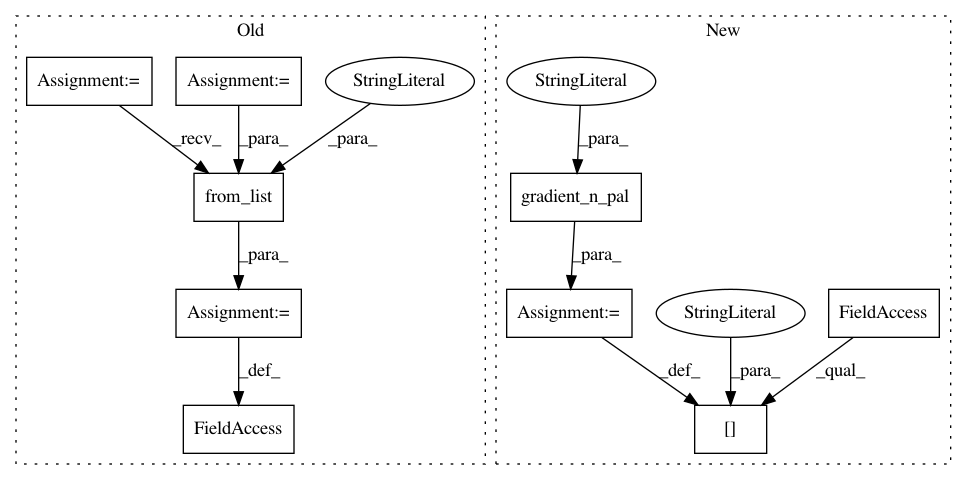 Old
New
Assignment:=
Assignment:=
StringLiteral
StringLiteral
_recv_
_para_
_para_
_para_
from_list
gradient_n_pal
_para_
_para_
Assignment:=
Assignment:=
StringLiteral
FieldAccess
_def_
_def_
_para_
_qual_
FieldAccess
[]